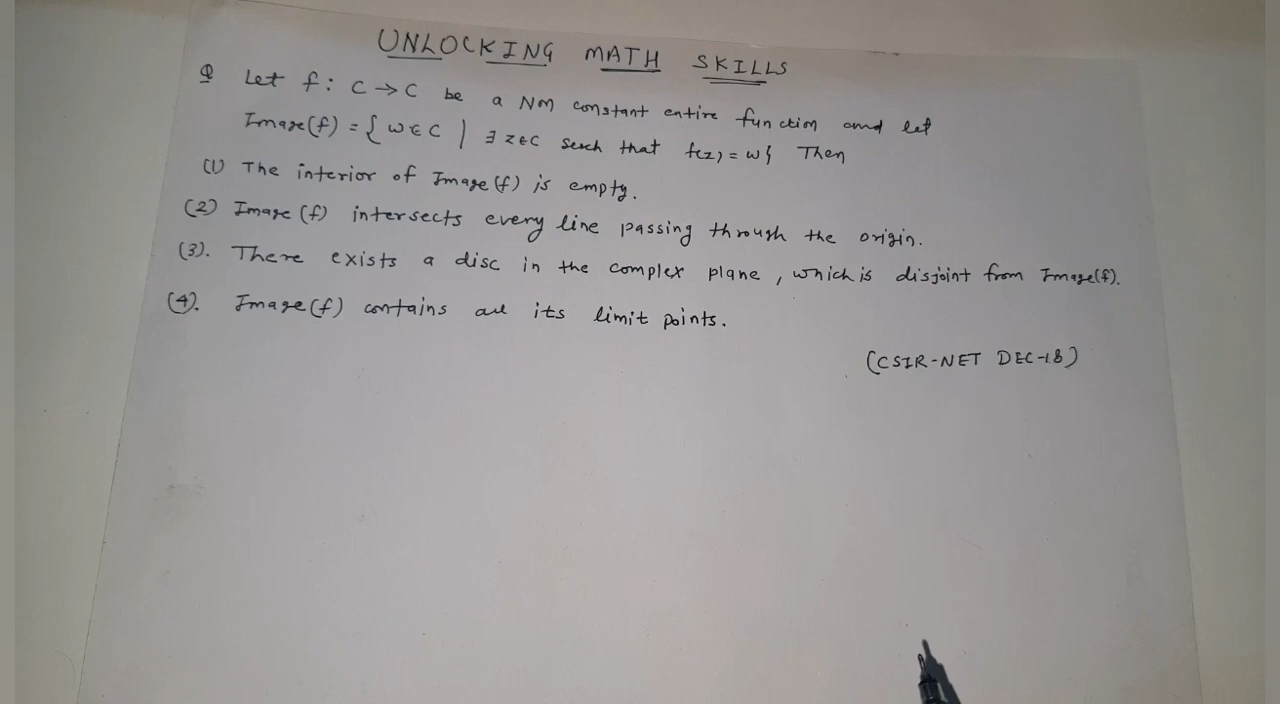 UNLOCKING MATH SKILLS
Q Let f: C → C be a Non constant entire function and let
Image(f) = { w ∈ C | ∃ z ∈ C such that f(z) = w} Then
(1) The interior of Image (f) is empty.
(2) Image (f) intersects every line passing through the origin.
(3). There exists a disc in the complex plane, which is disjoint from Image(f).
(4). Image (f) contains all its limit points.
(CSIR-NET DEC-18)